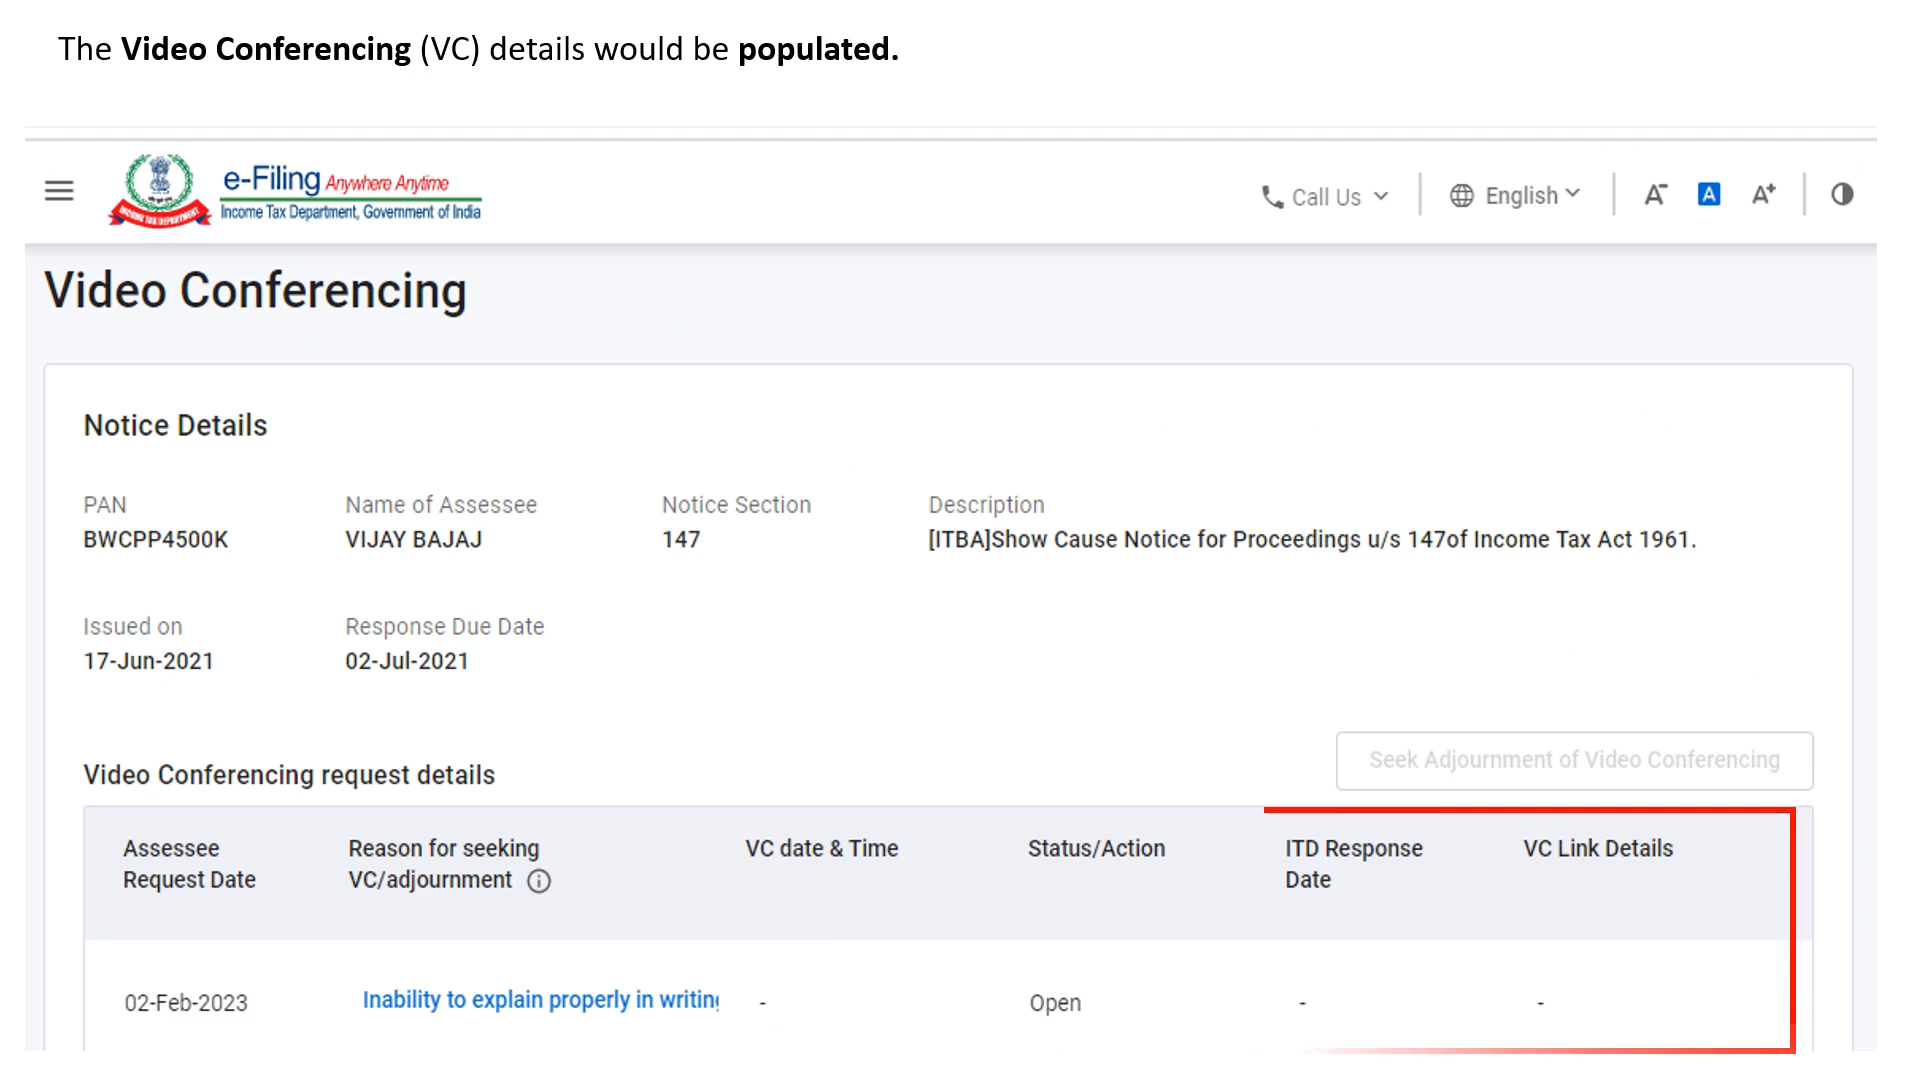 The Video Conferencing (VC) details would be populated.
e-Filing Anywhere Anytime
Income Tax Department, Government of India
INCOME TAX DEPARTMENT
Call Us
English
A-
A
A+
Video Conferencing
Notice Details
PAN
Name of Assessee
Notice Section
Description
BWCPP4500K
VIJAY BAJAJ
147
[ITBA]Show Cause Notice for Proceedings u/s 147of Income Tax Act 1961.
Issued on
Response Due Date
17-Jun-2021
02-Jul-2021
Seek Adjournment of Video Conferencing
Video Conferencing request details
Assessee
Request Date
Reason for seeking
VC/adjournment
VC date & Time
Status/Action
ITD Response
Date
VC Link Details
02-Feb-2023
Inability to explain properly in writing
-
Open
-
-